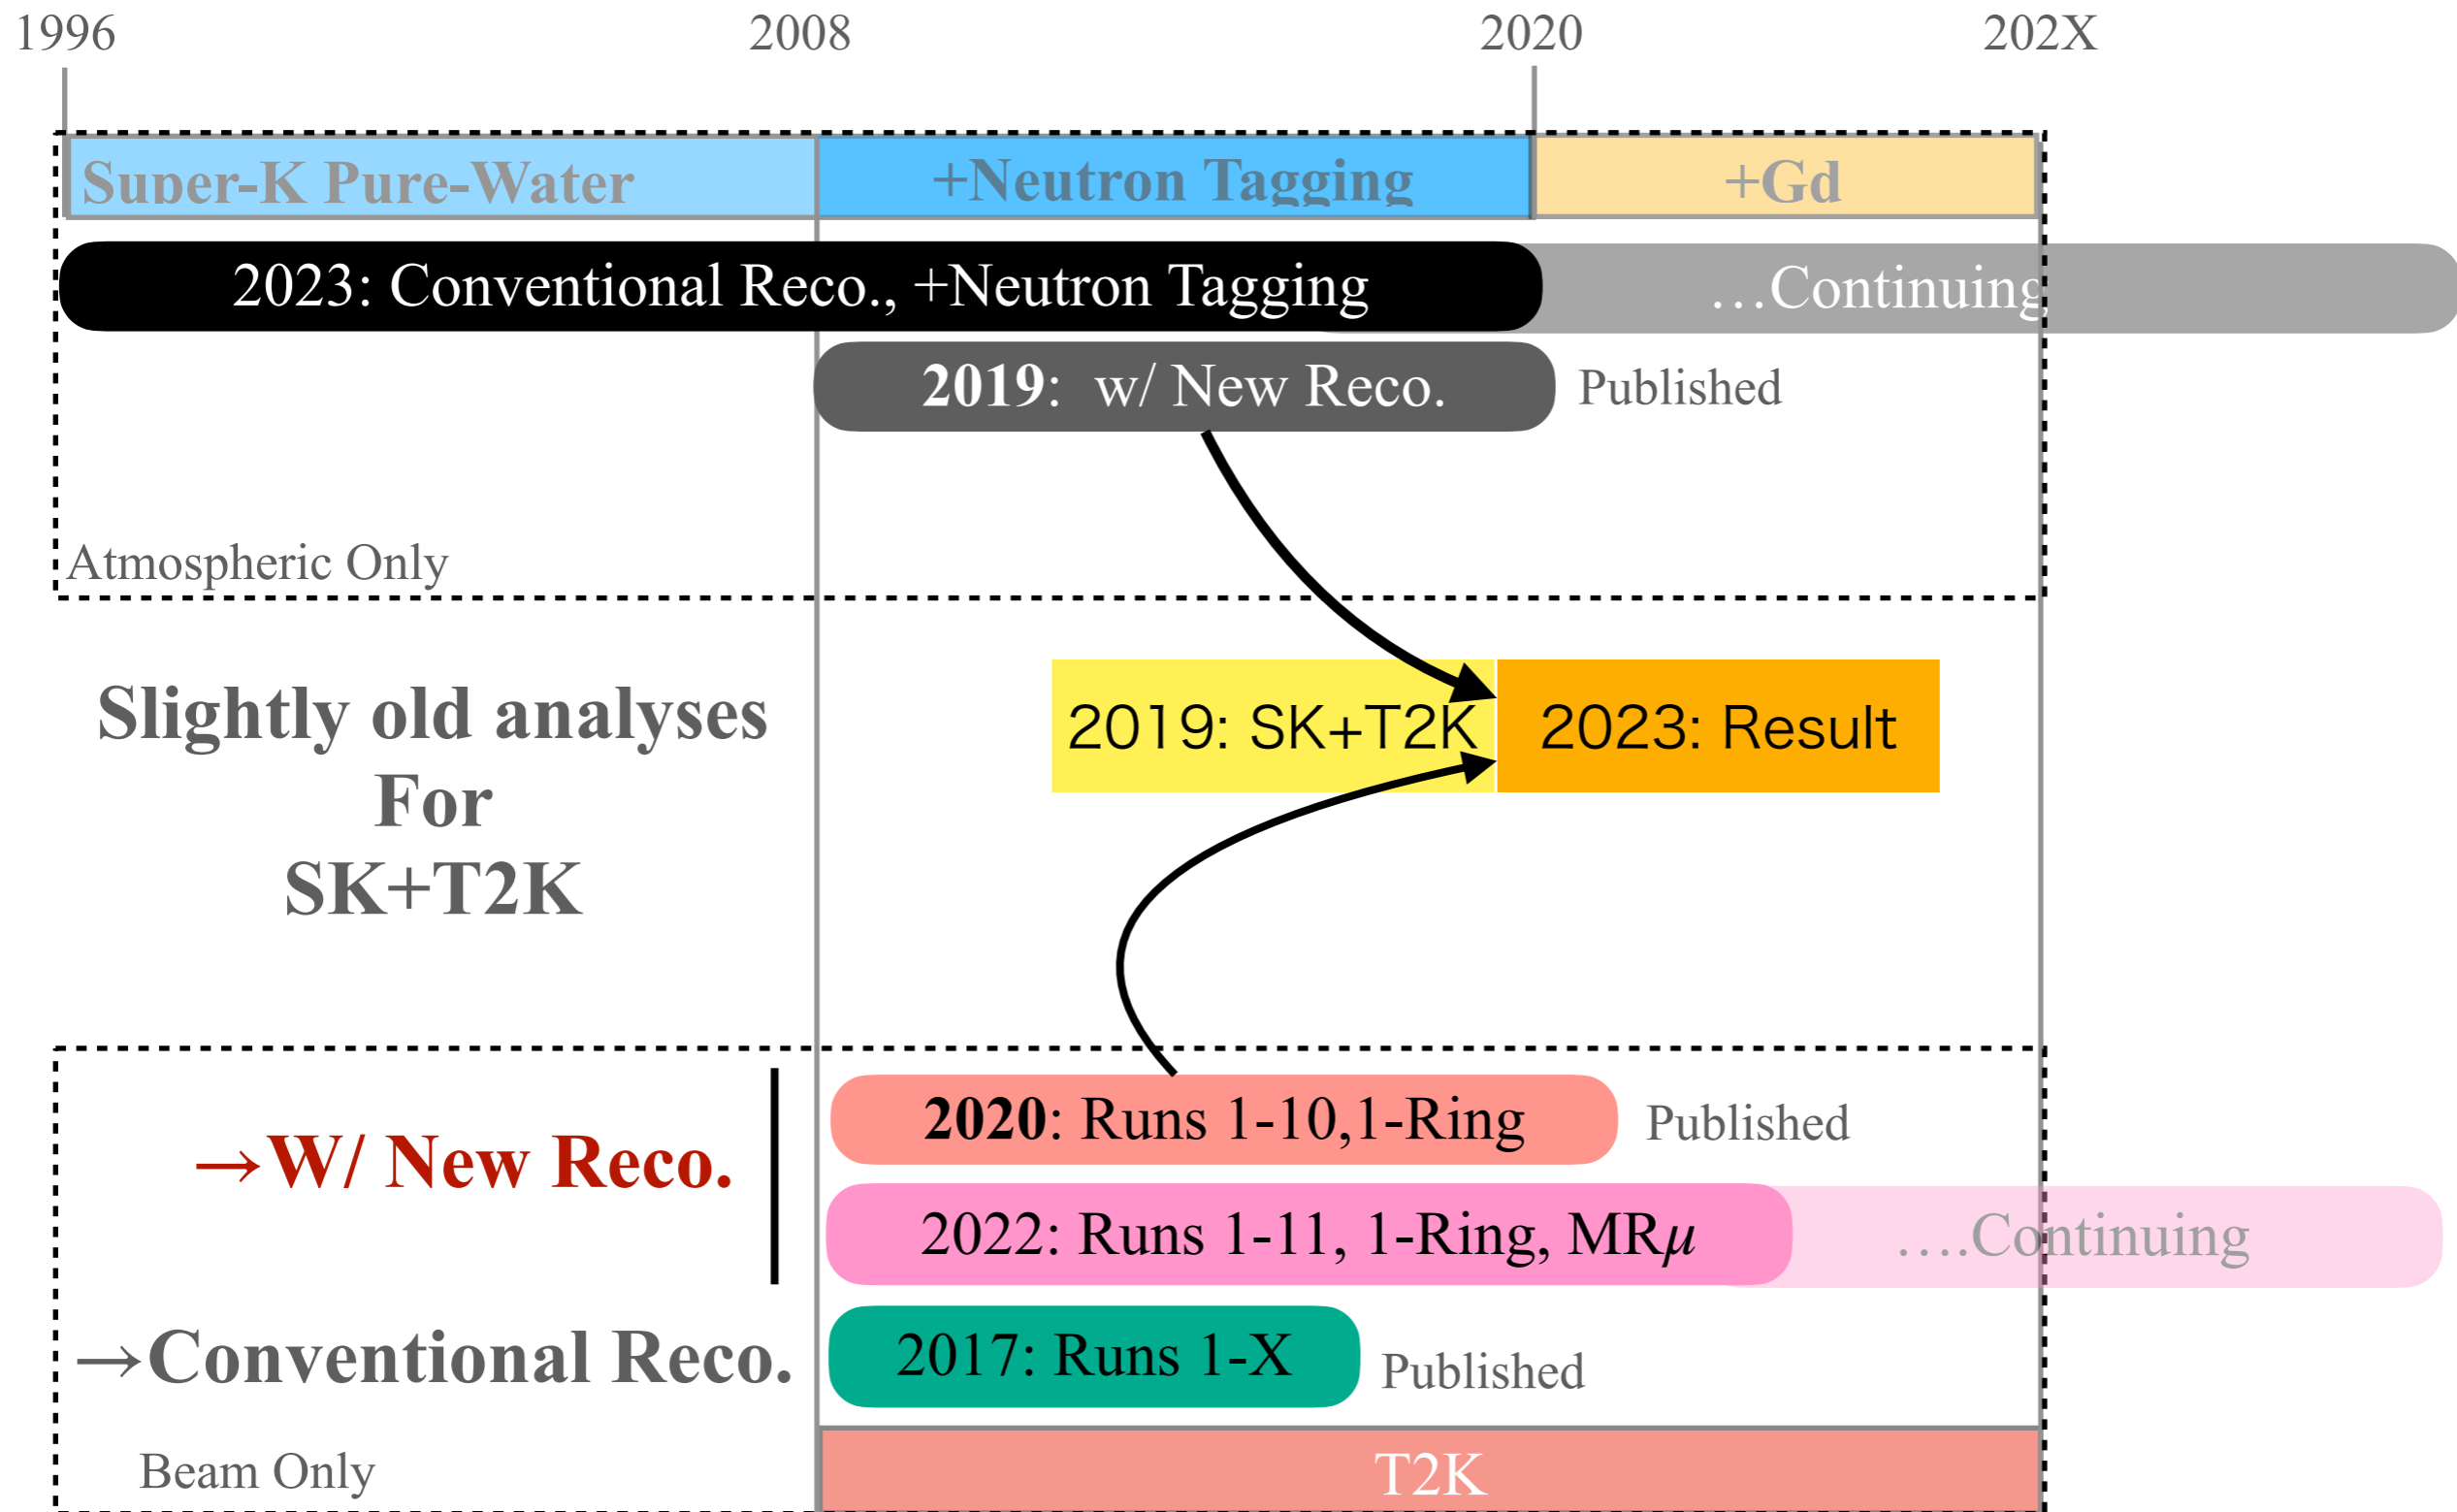 1996
2008
2020
202X
Super-K Pure-Water
+Neutron Tagging
+Gd
2023: Conventional Reco., +Neutron Tagging
...Continuing
2019: w/ New Reco.
Published
Atmospheric Only
Slightly old analyses
For
SK+T2K
2019: SK+T2K
2023: Result
2020: Runs 1-10,1-Ring
Published
→W/ New Reco.
2022: Runs 1-11, 1-Ring, MRμ
....Continuing
→Conventional Reco.
2017: Runs 1-X
Published
Beam Only
T2K